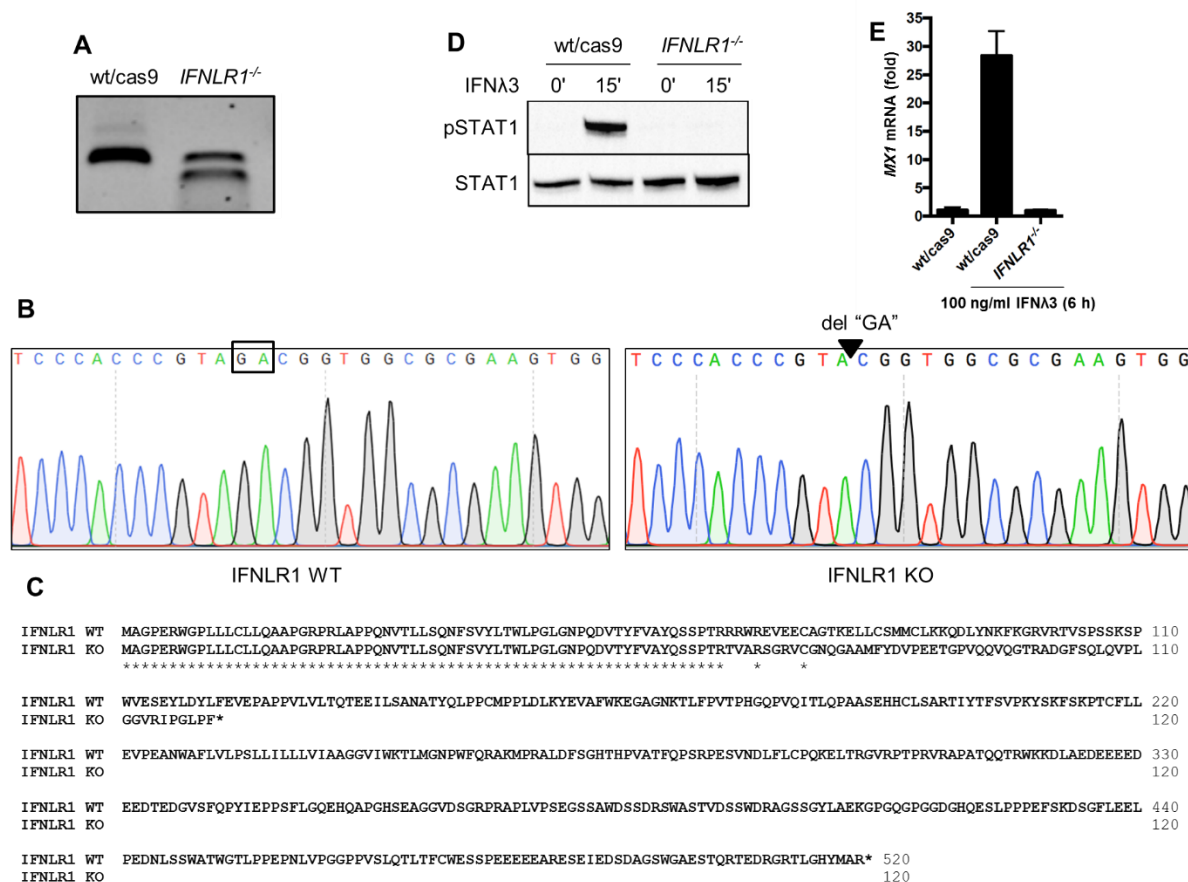 A
wt/cas9 IFNLR1-/-
D
wt/cas9 IFNLR1-/-
IFNλ3 0' 15' 0' 15'
pSTAT1
STAT1
E
MX1 mRNA (fold)
35
30
25
20
15
10
5
0
wt/cas9 wt/cas9 IFNLR1-/-
100 ng/ml IFNλ3 (6 h)
B
T C C C A C C C G T A G A C G G T G G C G C G A A G T G G
IFNLR1 WT
del “GA”
T C C C A C C C G T A C G G T G G C G C G A A G T G G
IFNLR1 KO
C
IFNLR1 WT MAGPERWGPLLLCLLQAAPGRPRLAPPQNVTLLSQNFSVYLTWLPGLGNPQDVTYFVAYQSSPTRRRWREVEECAGTKELLCSMMCLKKQDLYNKFKGRVRTVSPSSKSP 110
IFNLR1 KO MAGPERWGPLLLCLLQAAPGRPRLAPPQNVTLLSQNFSVYLTWLPGLGNPQDVTYFVAYQSSPTRTVARSGRVCGNQGAAMFYDVPEETGPVQQVQGTRADGFSQLQVPL 110
***************************************************************** * *
IFNLR1 WT WVESEYLDYLFEVEPAPPVLVLTQTEEILSANATYQLPPCMPPLDLKYEVAFWKEGAGNKTLFPVTPHGQPVQITLQPAASEHHCLSARTIYTFSVPKYSKFSKPTCFLL 220
IFNLR1 KO GGVRIPGLPF* 120
IFNLR1 WT EVPEANWAFLVLPSLLILLLVIAAGGVIWKTLMGNPWFQRAKMPRALDFSGHTHPVATFQPSRPESVNDLFLCPQKELTRGVRPTPRVRAPATQQTRWKKDLAEDEEEED 330
IFNLR1 KO 120
IFNLR1 WT EEDTEDGVSFQPYIEPPSFLGQEHQAPGHSEAGGVDSGRPRAPLVPSEGSSAWDSSDRSWASTVDSSWDRAGSSGYLAEKGPGQGPGGDGHQESLPPPEFSKDSGFLEEL 440
IFNLR1 KO 120
IFNLR1 WT PEDNLSSWATWGTLPPEPNLVPGGPPVSLQTLTFCWESSPEEEEEARESEIEDSDAGSWGAESTQRTEDRGRTLGHYMAR* 520
IFNLR1 KO 120